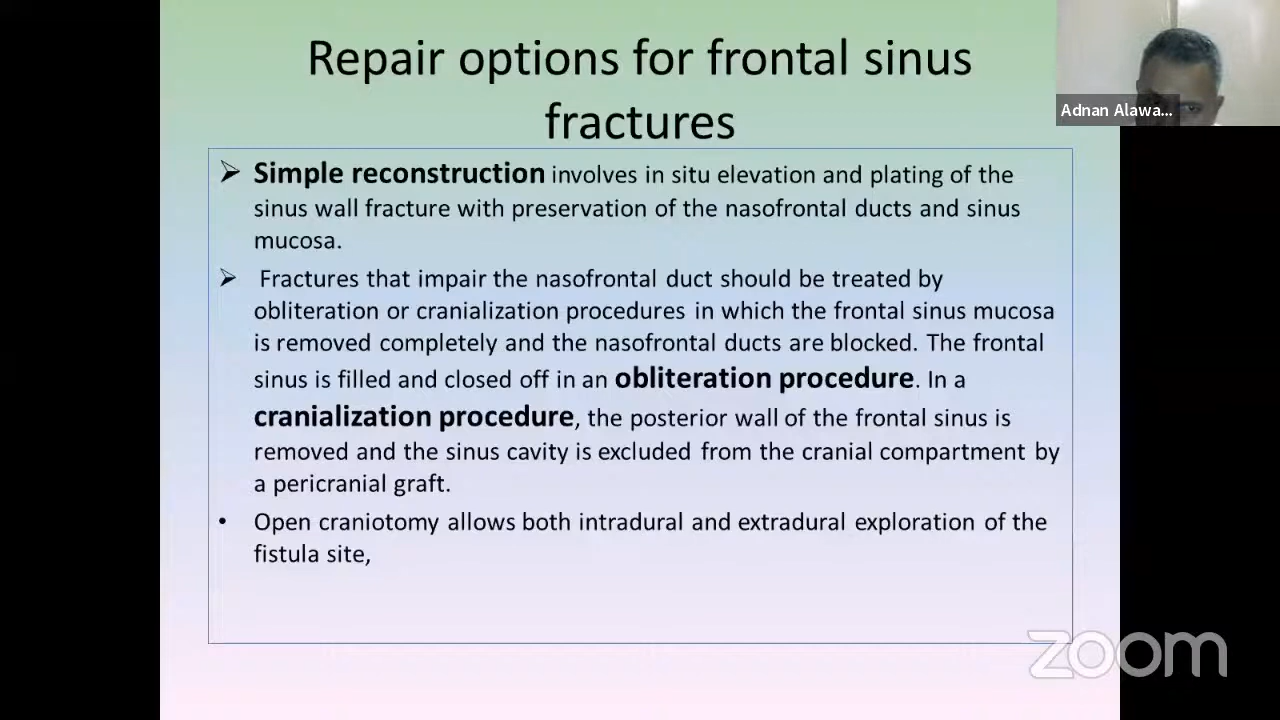 Repair options for frontal sinus
fractures
Adnan Alawa...
➢ Simple reconstruction involves in situ elevation and plating of the
sinus wall fracture with preservation of the nasofrontal ducts and sinus
mucosa.
➢ Fractures that impair the nasofrontal duct should be treated by
obliteration or cranialization procedures in which the frontal sinus mucosa
is removed completely and the nasofrontal ducts are blocked. The frontal
sinus is filled and closed off in an obliteration procedure. In a
cranialization procedure, the posterior wall of the frontal sinus is
removed and the sinus cavity is excluded from the cranial compartment by
a pericranial graft.
• Open craniotomy allows both intradural and extradural exploration of the
fistula site,
zoom